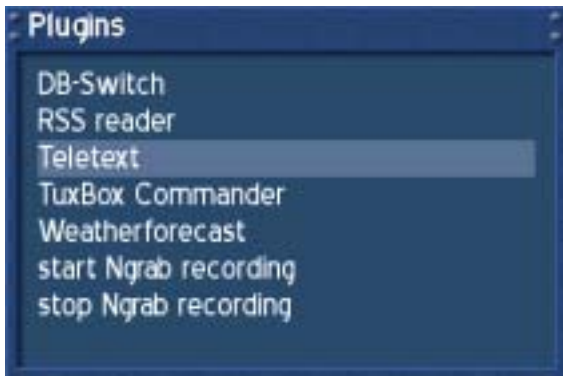 Plugins
DB-Switch
RSS reader
Teletext
TuxBox Commander
Weatherforecast
start Ngrab recording
stop Ngrab recording